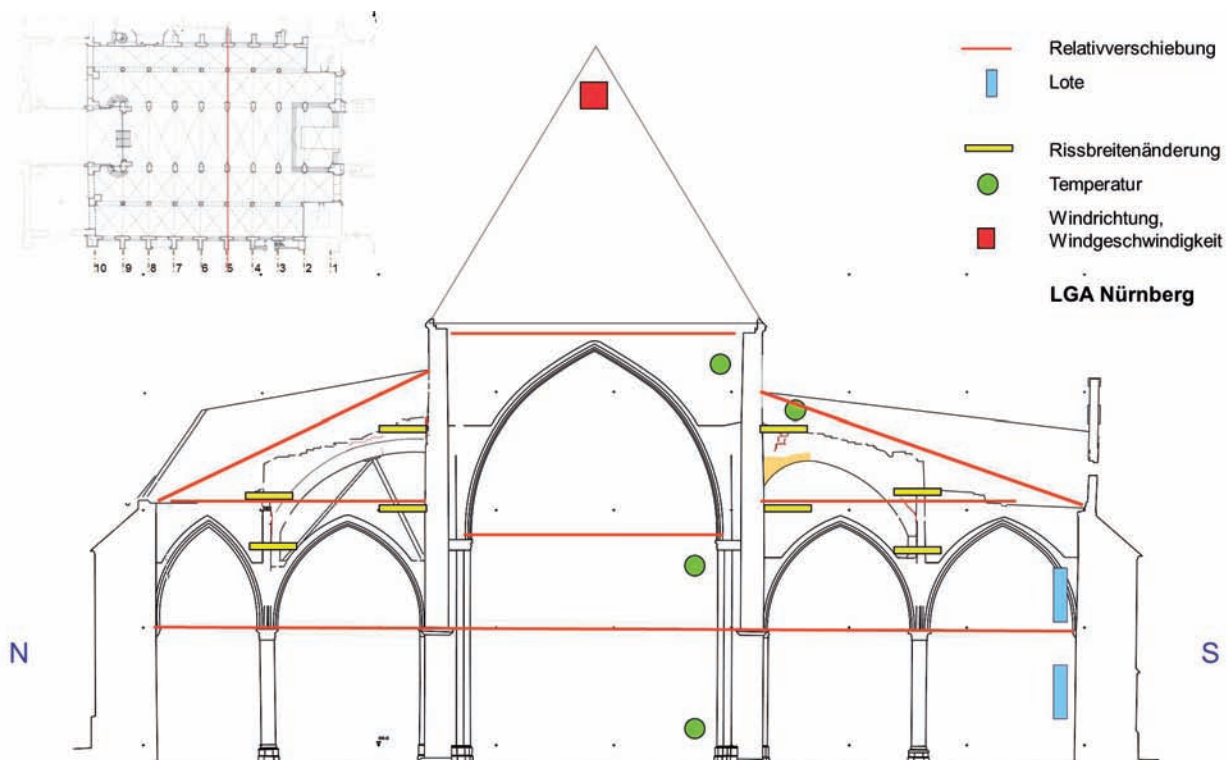 Relativverschiebung
Lote
Rissbreitenänderung
Temperatur
Windrichtung,
Windgeschwindigkeit
LGA Nürnberg
10 9 8 7 6 5 4 3 2 1
N
S